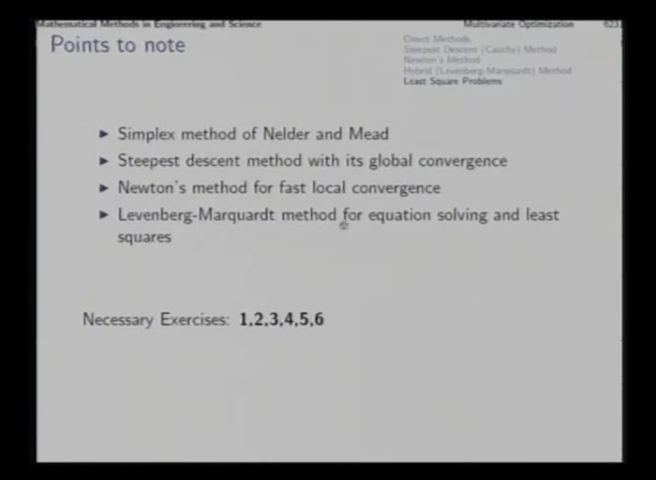 Mathematical Methods in Engineering and Science
Multivariate Optimization
623,
Points to note
Direct Methods
Steepest Descent (Cauchy) Method
Newton's Method
Hybrid (Levenberg-Marquardt) Method
Least Square Problems
Simplex method of Nelder and Mead
Steepest descent method with its global convergence
Newton's method for fast local convergence
Levenberg-Marquardt method for equation solving and least
squares
Necessary Exercises: 1,2,3,4,5,6